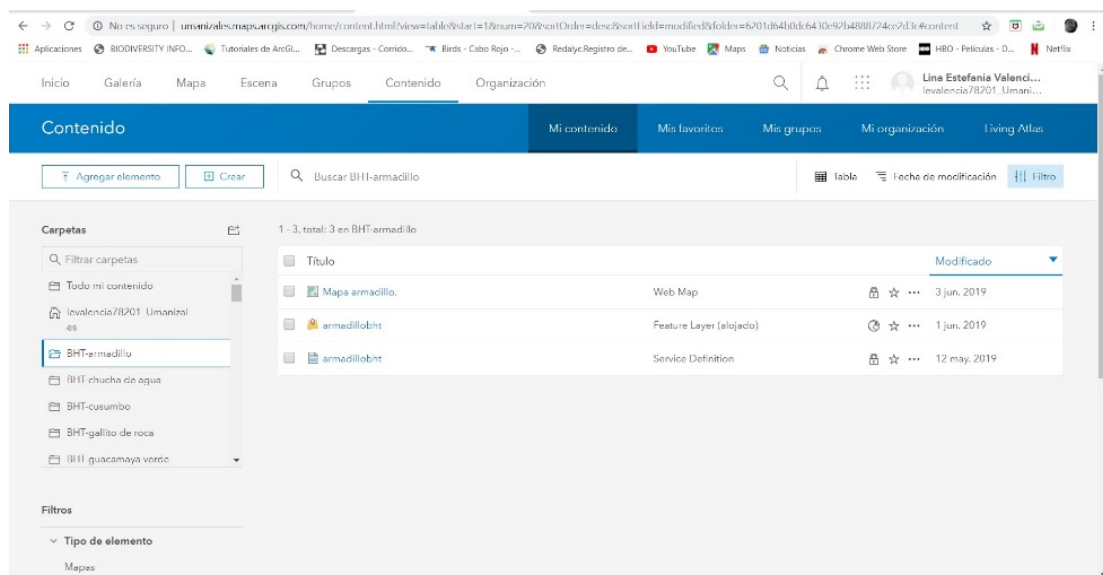 No es seguro | umanizales.maps.arcgis.com/home/content.html?view=table&start=1&num=20&sortOrder=desc&sortField=modified&folder=6201d64b0dc6430e92b4888724ce2d3c#content
Aplicaciones BIODIVERSITY INFO... Tutoriales de ArcGI... Descargas - Corrido... Birds - Cabo Rojo -... Redalyc.Registro de... YouTube Maps Noticias Chrome Web Store HBO - Películas - D... Netflix
Inicio Galería Mapa Escena Grupos Contenido Organización
Lina Estefania Valenci...
levalencia78201_Umani...
Contenido Mi contenido Mis favoritos Mis grupos Mi organización Living Atlas
Agregar elemento Crear Buscar BHT-armadillo Tabla Fecha de modificación Filtro
Carpetas
1 - 3, total: 3 en BHT-armadillo
Filtrar carpetas
Título Modificado
Todo mi contenido
Mapa armadillo. Web Map 3 jun. 2019
levalencia78201_Umanizal
es
armadillobht Feature Layer (alojado) 1 jun. 2019
BHT-armadillo
armadillobht Service Definition 12 may. 2019
BHT-chucha de agua
BHT-cusumbo
BHT-gallito de roca
BHT-guacamaya verde
Filtros
Tipo de elemento
Mapas